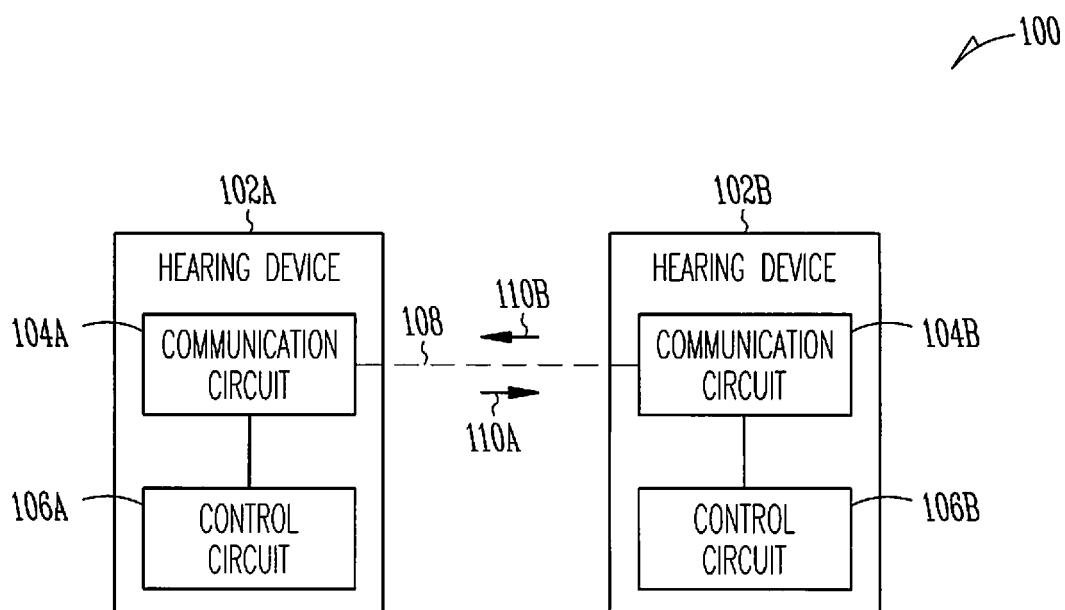 100
102A
102B
HEARING DEVICE
HEARING DEVICE
110B
108
104A
104B
COMMUNICATION
CIRCUIT
COMMUNICATION
CIRCUIT
110A
106A
106B
CONTROL
CIRCUIT
CONTROL
CIRCUIT